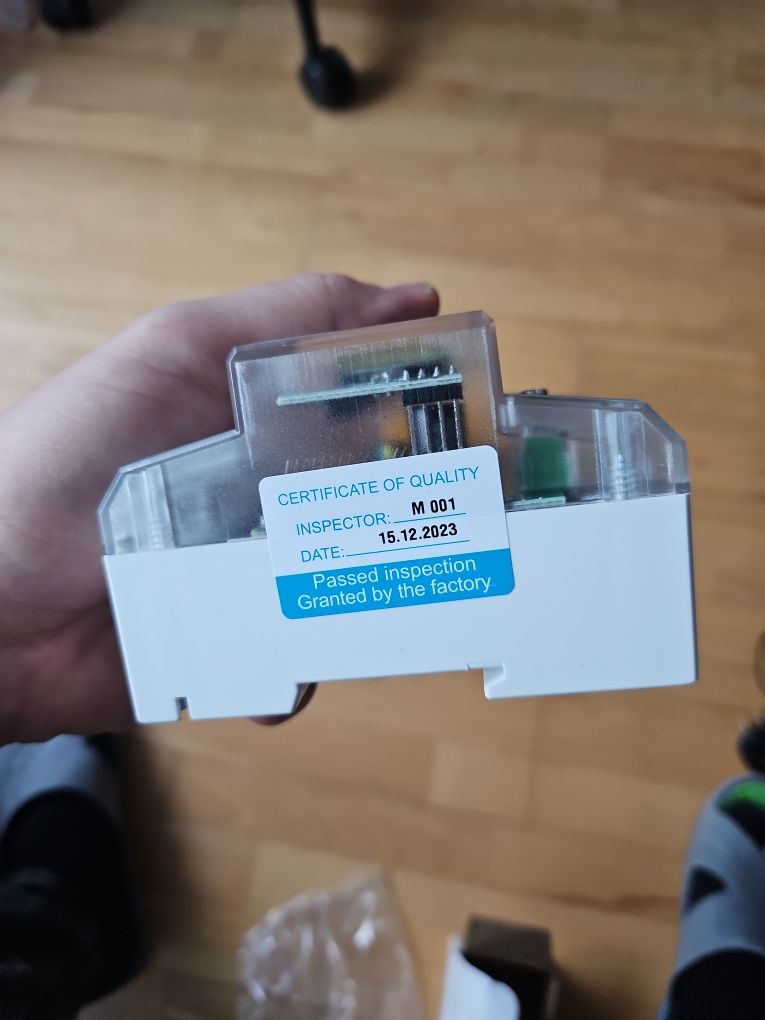 CERTIFICATE OF QUALITY
INSPECTOR: M 001
DATE: 15.12.2023
Passed inspection
Granted by the factory